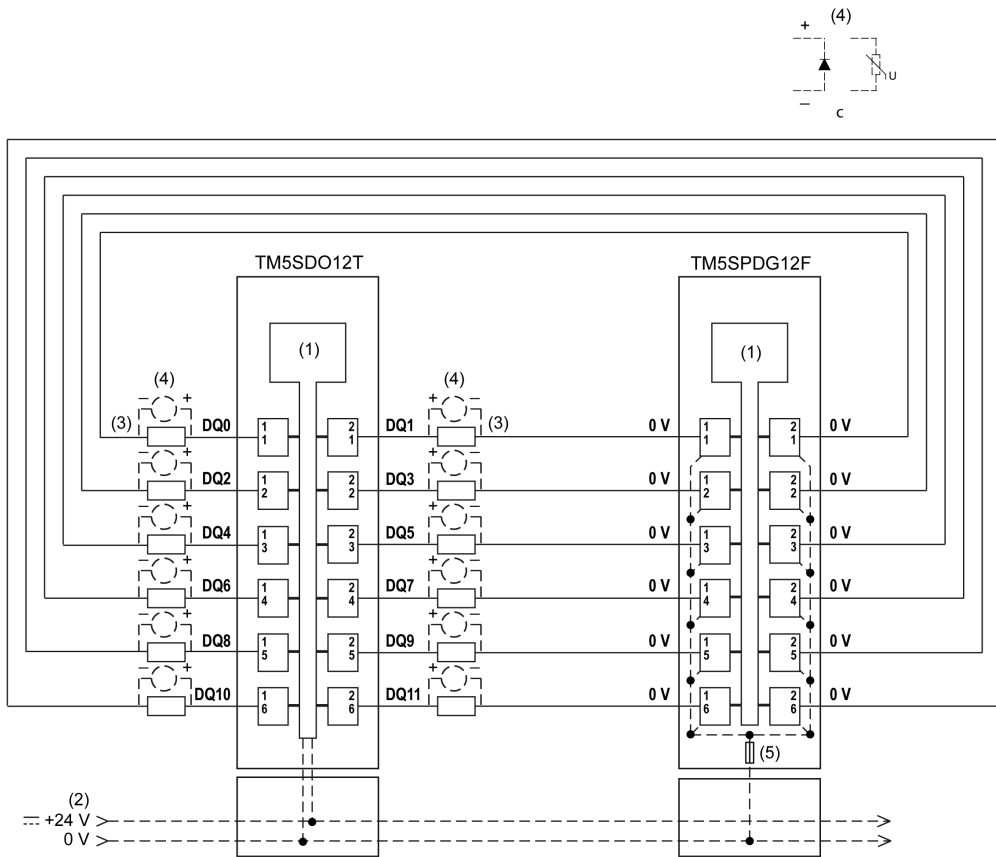 (4)
+
U
–
c
TM5SDO12T
TM5SPDG12F
(1)
(1)
(4)
(4)
– +
– +
(3)
DQ0
1 1
2 1
DQ1
(3)
0 V
1 1
2 1
0 V
– +
– +
DQ2
1 2
2 2
DQ3
0 V
1 2
2 2
0 V
– +
– +
DQ4
1 3
2 3
DQ5
0 V
1 3
2 3
0 V
– +
– +
DQ6
1 4
2 4
DQ7
0 V
1 4
2 4
0 V
– +
– +
DQ8
1 5
2 5
DQ9
0 V
1 5
2 5
0 V
– +
– +
DQ10
1 6
2 6
DQ11
0 V
1 6
2 6
0 V
(5)
(2)
+24 V
0 V